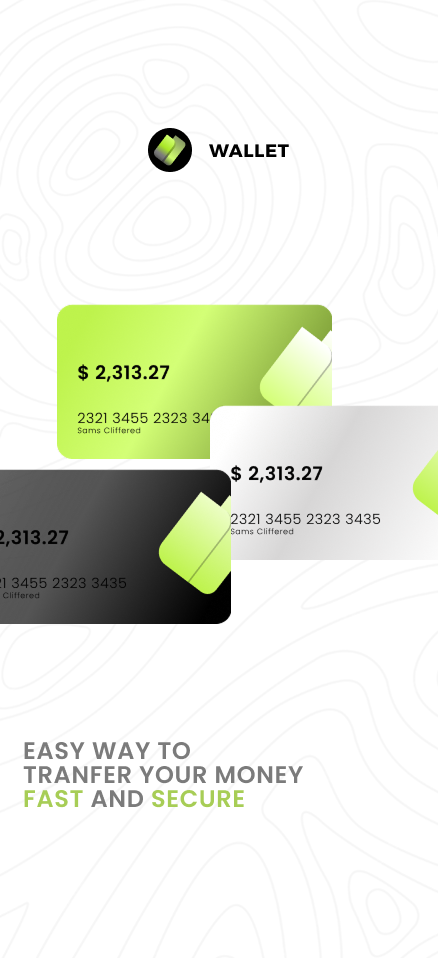 WALLET
$ 2,313.27
2321 3455 2323 34
Sams Cliffered
$ 2,313.27
2321 3455 2323 3435
Sams Cliffered
2,313.27
21 3455 2323 3435
Cliffered
EASY WAY TO
TRANFER YOUR MONEY
FAST AND SECURE